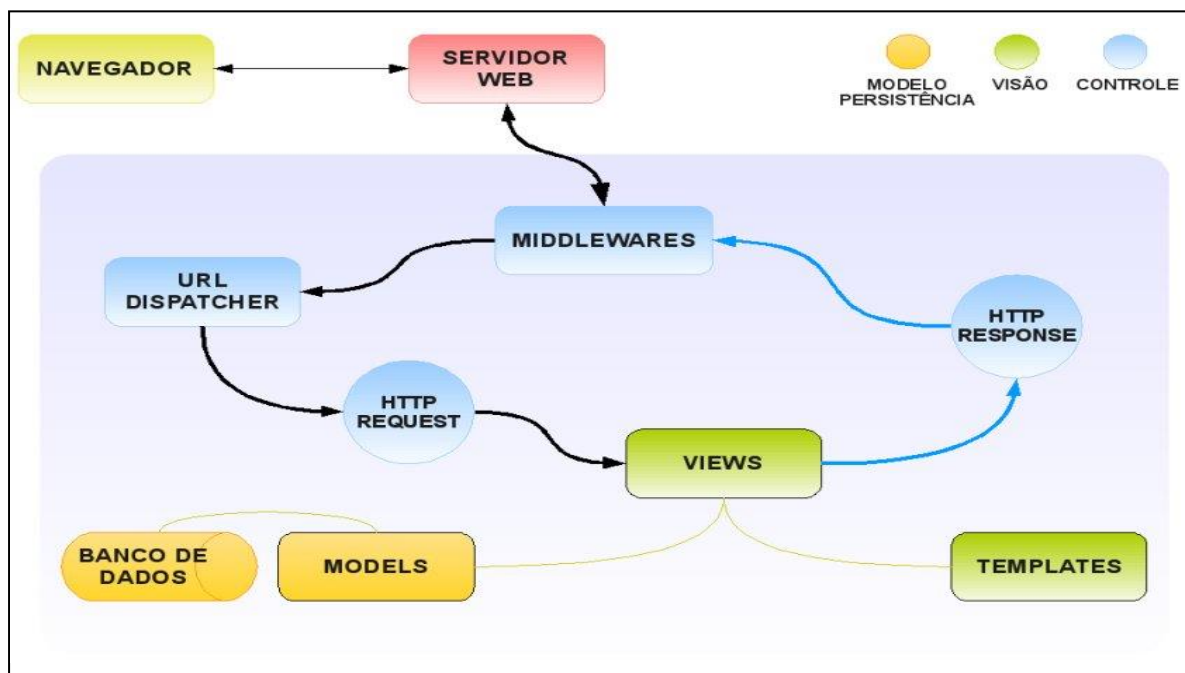 NAVEGADOR
SERVIDOR
WEB
MODELO
PERSISTÊNCIA
VISÃO
CONTROLE
MIDDLEWARES
URL
DISPATCHER
HTTP
RESPONSE
HTTP
REQUEST
VIEWS
BANCO DE
DADOS
MODELS
TEMPLATES